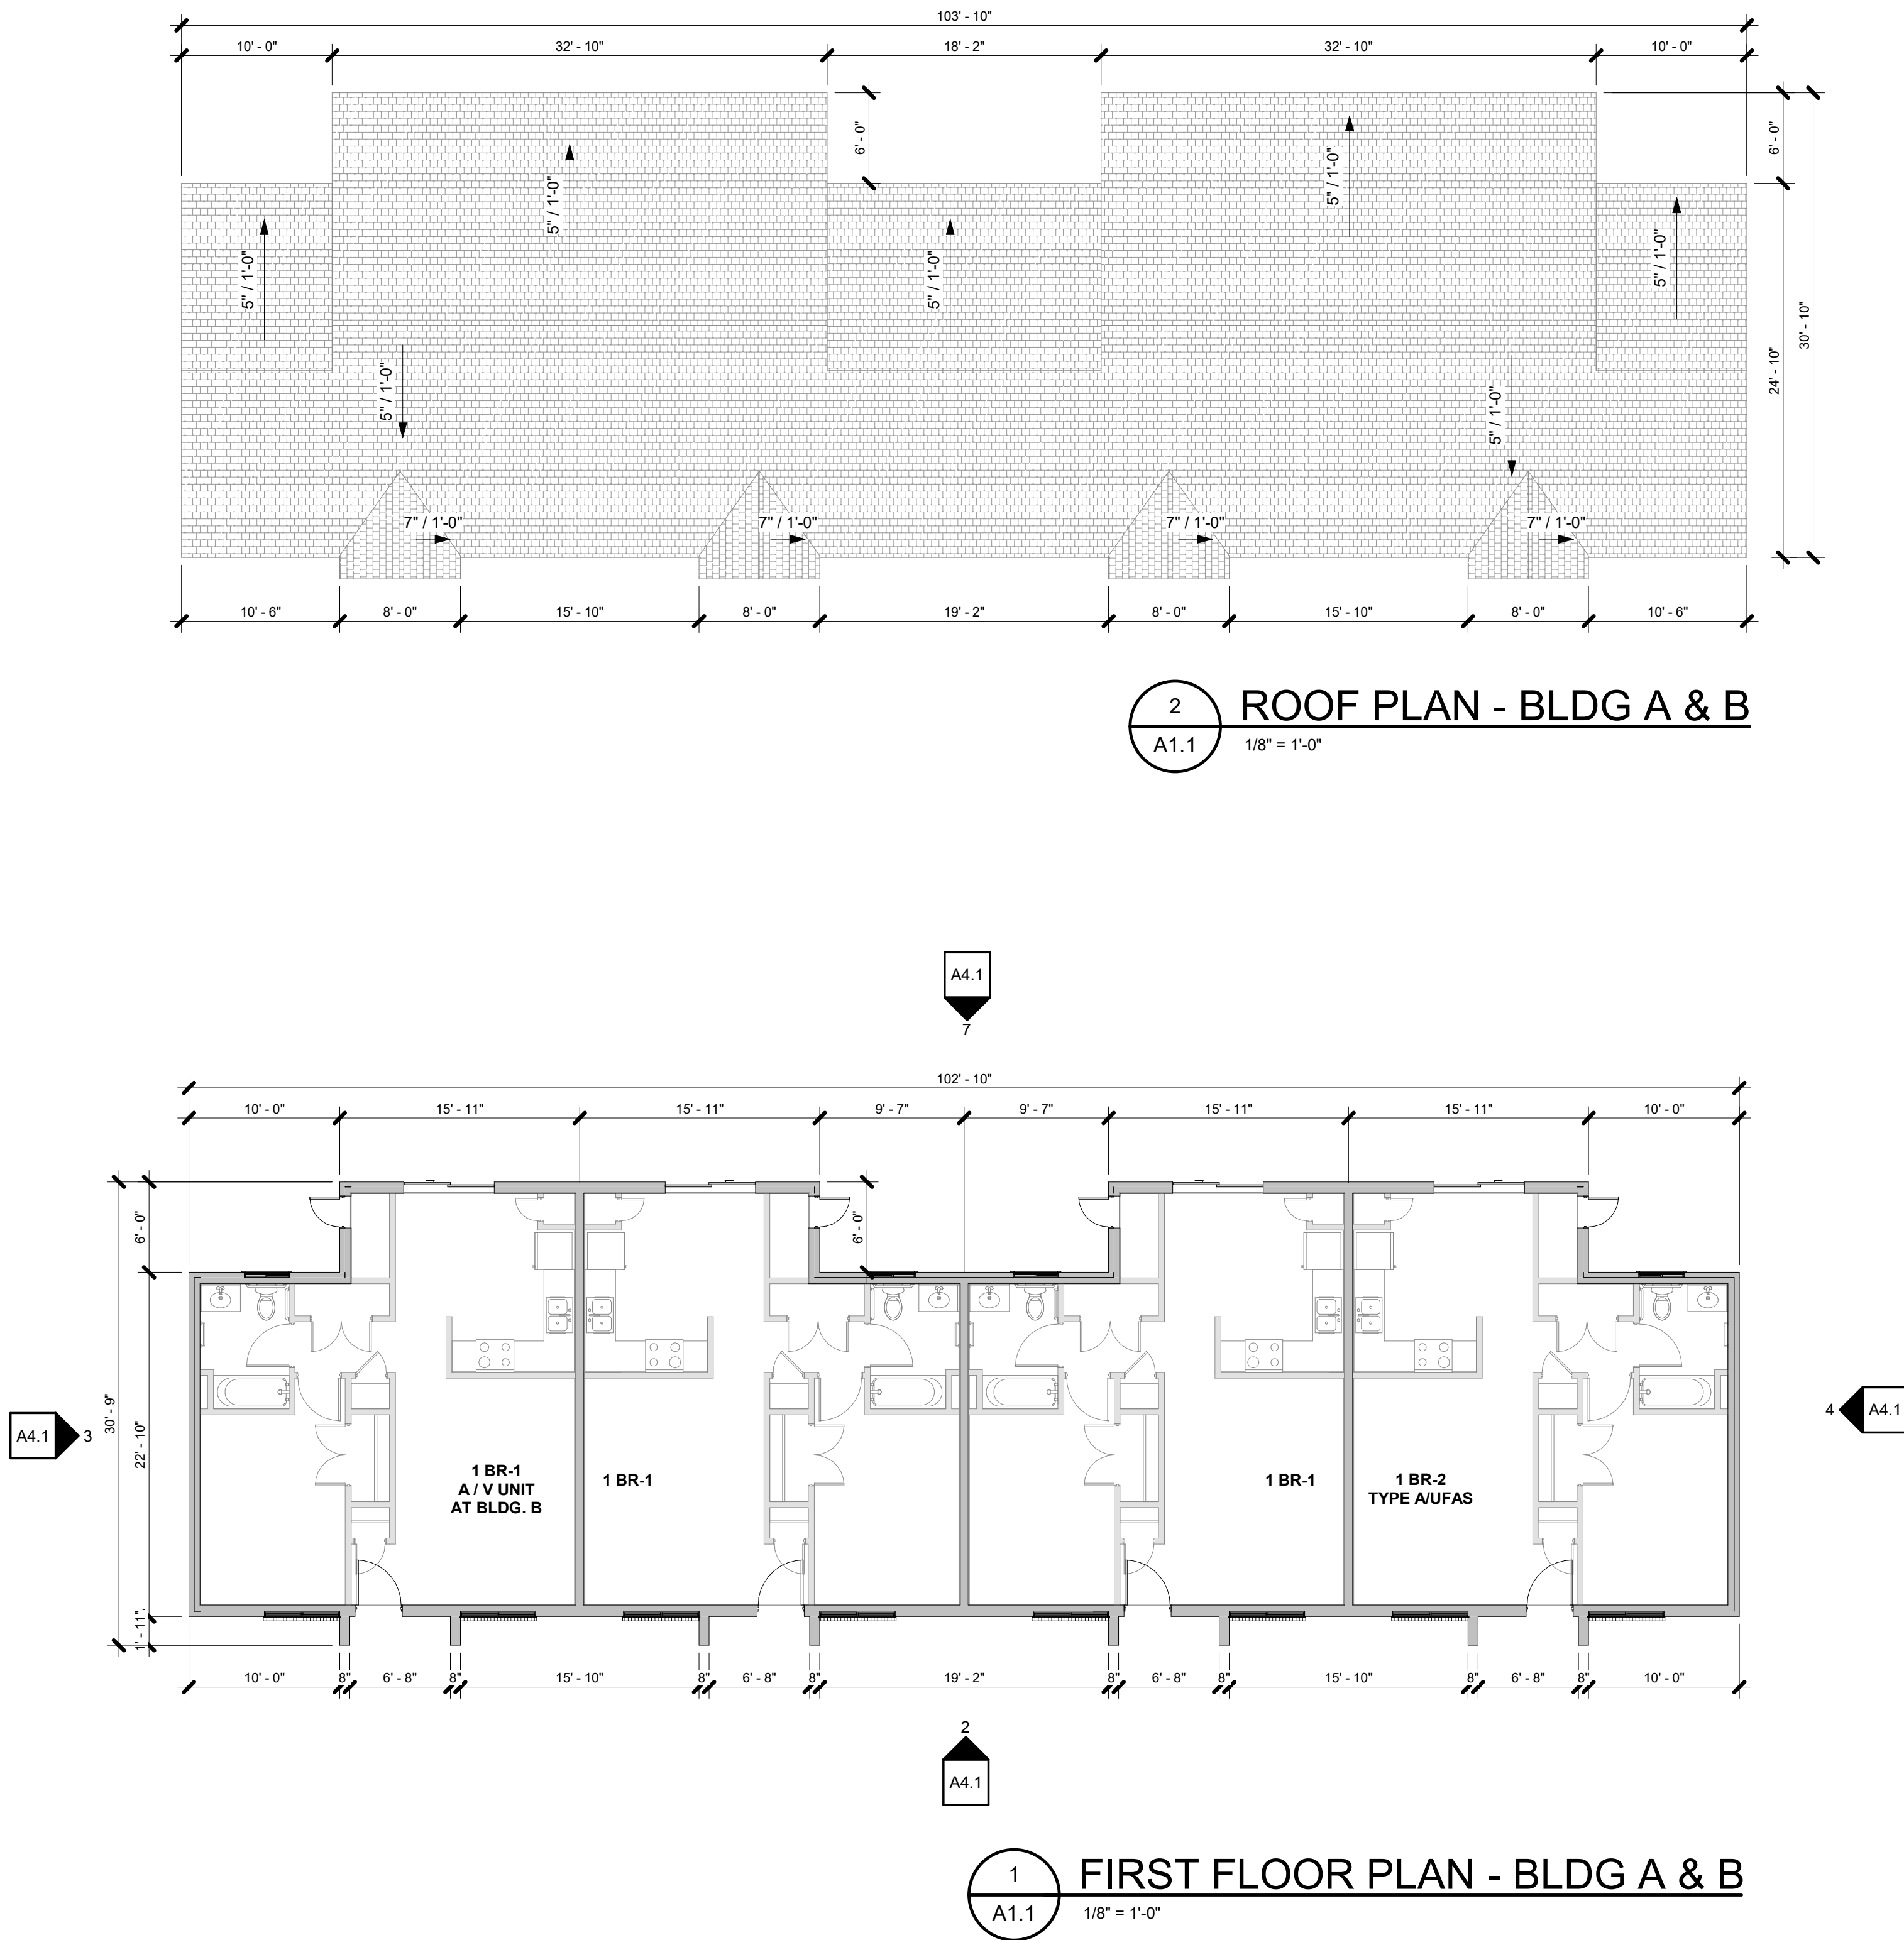 103' - 10"
10' - 0" 32' - 10" 18' - 2" 32' - 10" 10' - 0"
6' - 0" 6' - 0"
5" / 1'-0" 5" / 1'-0"
5" / 1'-0" 5" / 1'-0" 5" / 1'-0"
30' - 10"
24' - 10"
5" / 1'-0" 5" / 1'-0"
7" / 1'-0" 7" / 1'-0" 7" / 1'-0" 7" / 1'-0"
10' - 6" 8' - 0" 15' - 10" 8' - 0" 19' - 2" 8' - 0" 15' - 10" 8' - 0" 10' - 6"
2
A1.1
ROOF PLAN - BLDG A & B
1/8" = 1'-0"
A4.1
7
102' - 10"
10' - 0" 15' - 11" 15' - 11" 9' - 7" 9' - 7" 15' - 11" 15' - 11" 10' - 0"
6' - 0" 6' - 0"
30' - 9"
22' - 10"
1' - 11"
A4.1 3
4 A4.1
1 BR-1
A / V UNIT
AT BLDG. B
1 BR-1
1 BR-1
1 BR-2
TYPE A/UFAS
10' - 0" 8" 6' - 8" 8" 15' - 10" 8" 6' - 8" 8" 19' - 2" 8" 6' - 8" 8" 15' - 10" 8" 6' - 8" 8" 10' - 0"
2
A4.1
1
A1.1
FIRST FLOOR PLAN - BLDG A & B
1/8" = 1'-0"